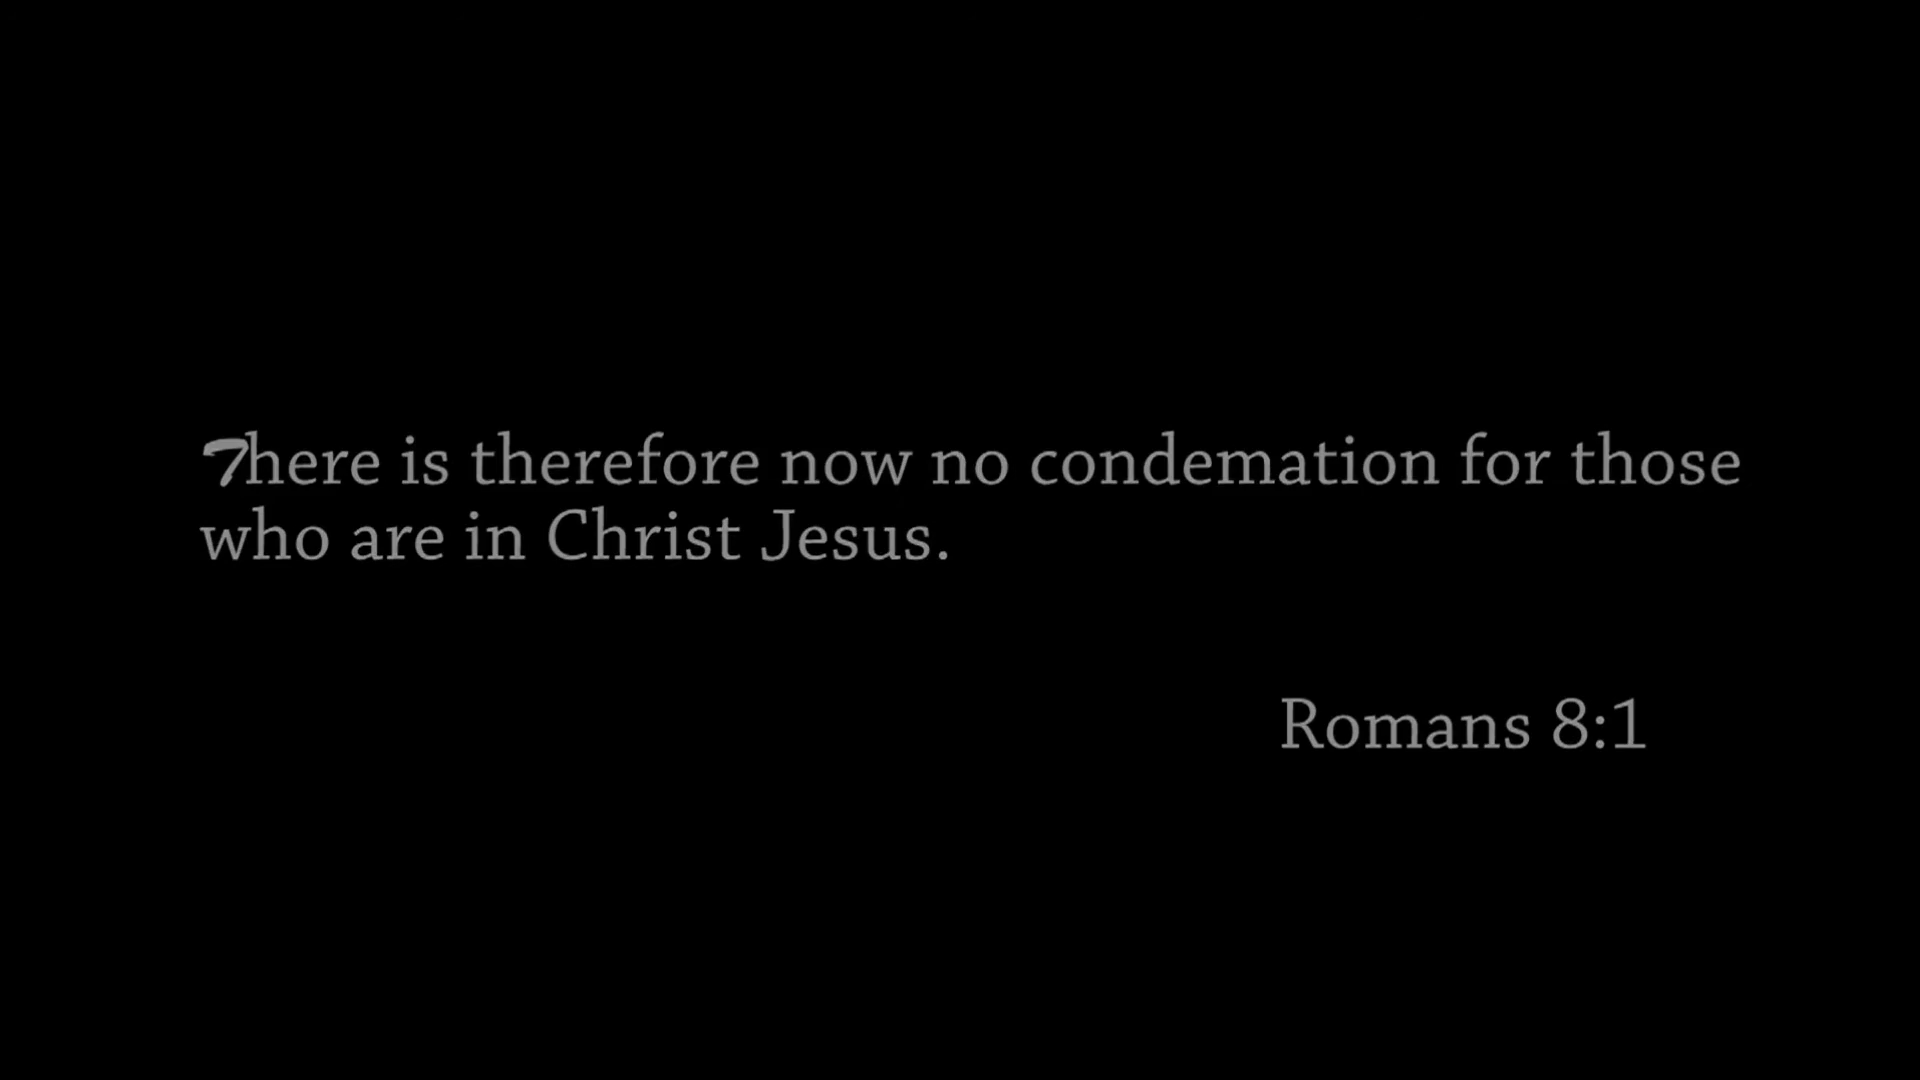 There is therefore now no condemation for those
who are in Christ Jesus.
Romans 8:1